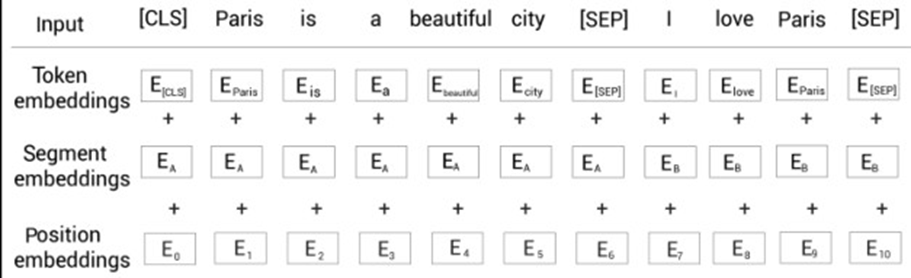 Input [CLS] Paris is a beautiful city [SEP] I love Paris [SEP]
Token embeddings E[CLS] EParis Eis Ea Ebeautiful Ecity E[SEP] EI Elove EParis E[SEP]
+ + + + + + + + + + +
Segment embeddings EA EA EA EA EA EA EA EB EB EB EB
+ + + + + + + + + + +
Position embeddings E0 E1 E2 E3 E4 E5 E6 E7 E8 E9 E10